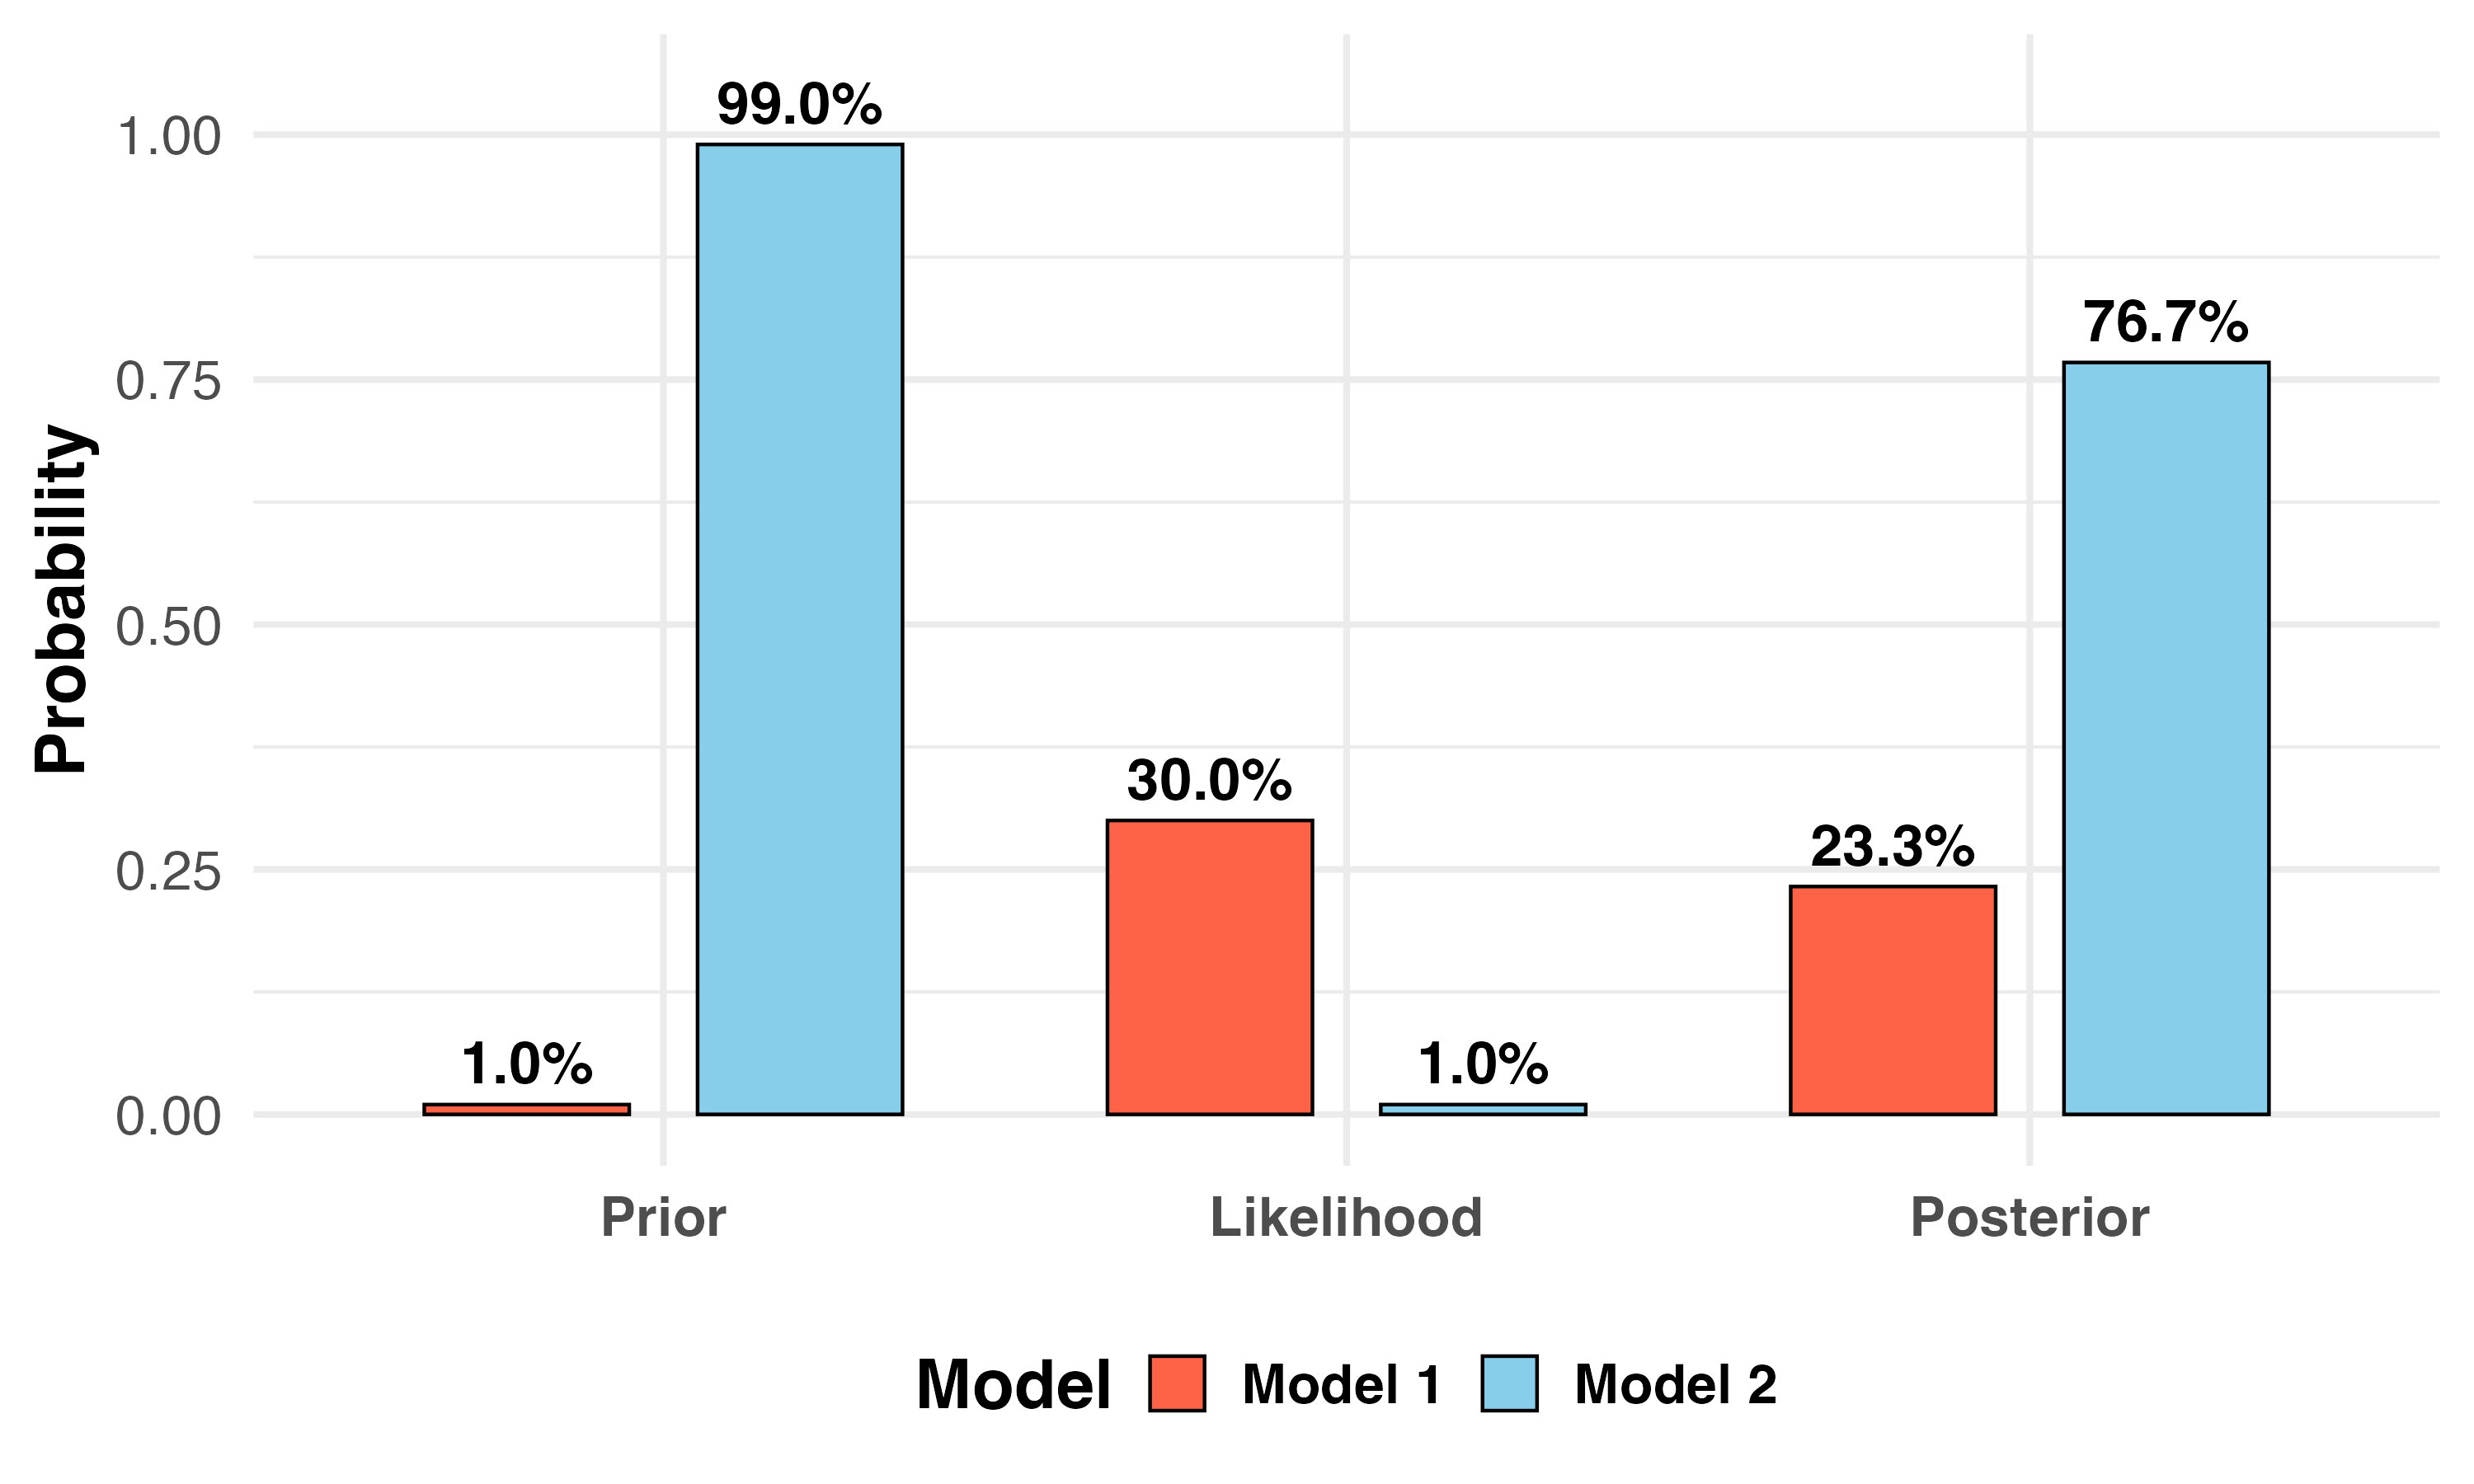 Probability
1.00
0.75
0.50
0.25
0.00
1.0%
99.0%
30.0%
1.0%
23.3%
76.7%
Prior
Likelihood
Posterior
Model
Model 1
Model 2